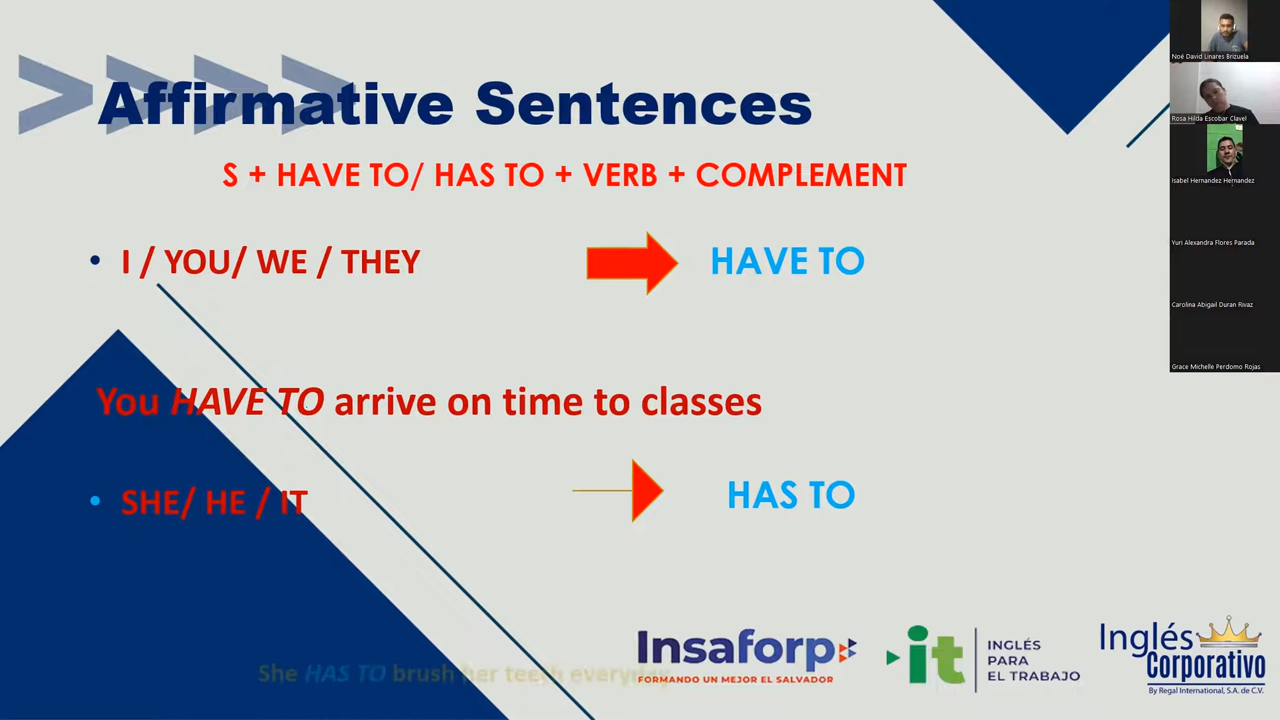 Affirmative Sentences
S + HAVE TO/ HAS TO + VERB + COMPLEMENT
• I / YOU/ WE / THEY
HAVE TO
You HAVE TO arrive on time to classes
• SHE/ HE / IT
HAS TO
She HAS TO brush her teeth everyday
Insaforp
FORMANDO UN MEJOR EL SALVADOR
it
INGLÉS
PARA
EL TRABAJO
Inglés
Corporativo
By Regal International, S.A. de C.V.
Noé David Linares Brizuela
Rosa Hilda Escobar Clavel
Isabel Hernandez Hernandez
Yuri Alexandra Flores Parada
Carolina Abigail Duran Rivaz
Grace Michelle Perdomo Rojas